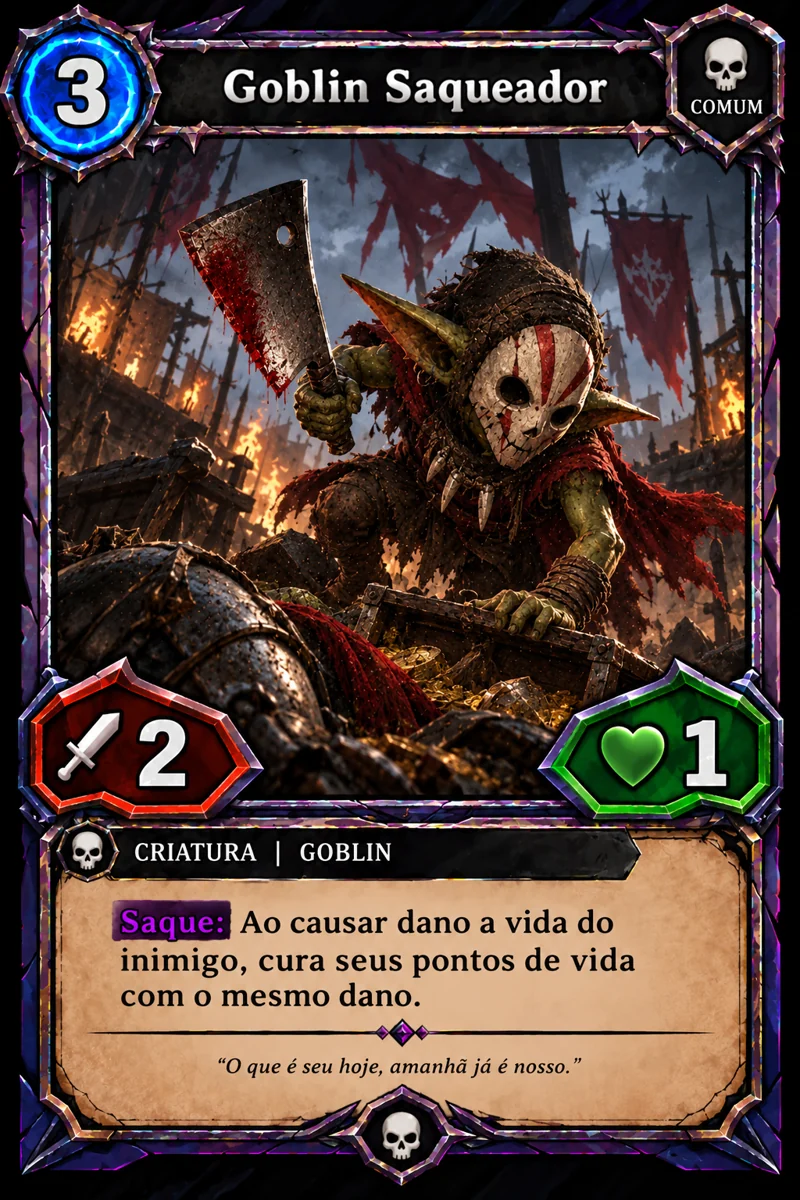 3
Goblin Saqueador
COMUM
2
1
CRIATURA | GOBLIN
Saque: Ao causar dano a vida do
inimigo, cura seus pontos de vida
com o mesmo dano.
“O que é seu hoje, amanhã já é nosso.”